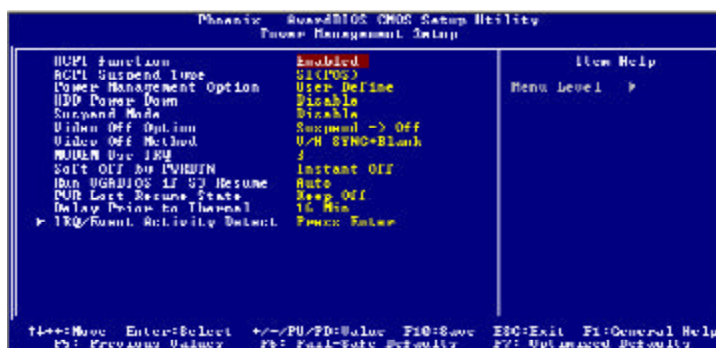 Phoenix - AwardBIOS CMOS Setup Utility
Power Management Setup
ACPI function Enabled
ACPI Suspend Type S1(POS)
Power Management Option User Define
HDD Power Down Disable
Suspend Mode Disable
Video Off Option Suspend -> Off
Video Off Method V/H SYNC+Blank
MODEM Use IRQ 3
Soft-Off by PWRBTN Instant-Off
Run VGABIOS if S3 Resume Auto
PWR Lost Resume State Keep Off
Delay Prior to Thermal 16 Min
► IRQ/Event Activity Detect Press Enter
Item Help
Menu Level ►
↑↓→←:Move Enter:Select +/-/PU/PD:Value F10:Save ESC:Exit F1:General Help
F5: Previous Values F6: Fail-Safe Defaults F7: Optimized Defaults